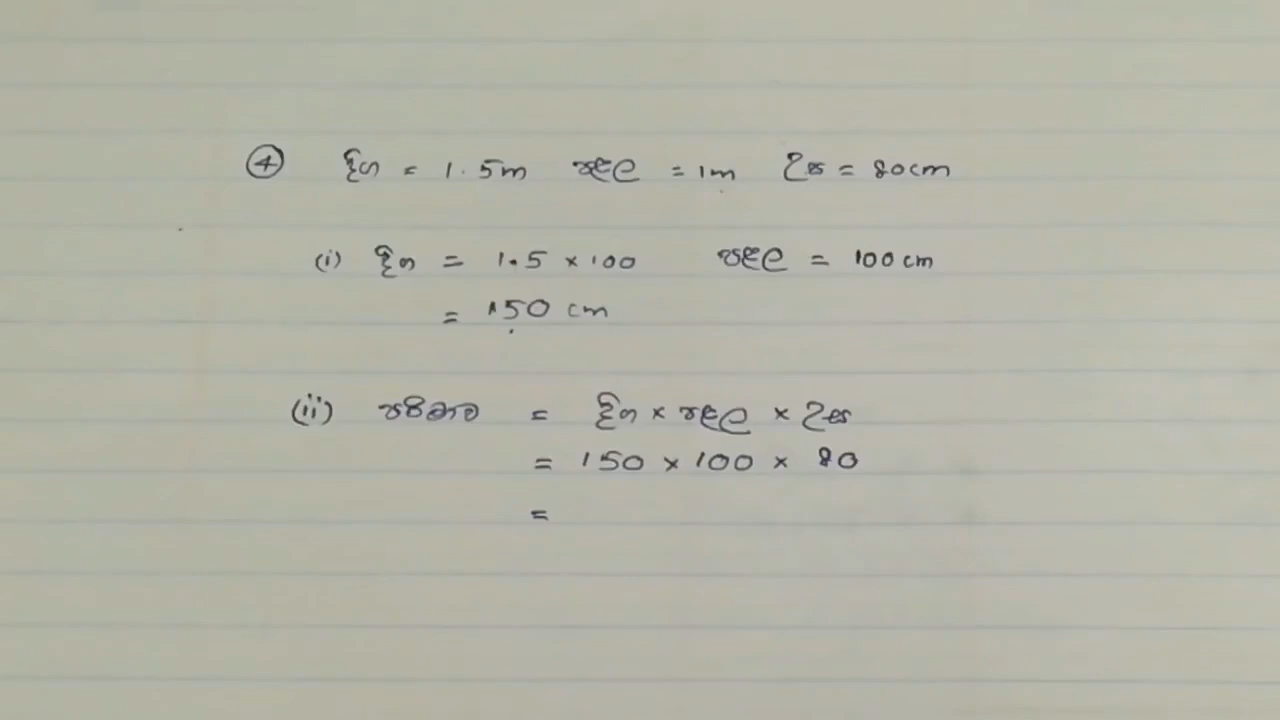 ④ දිග = 1.5m පළල = 1m උස = 80cm
(i) දිග = 1.5 × 100 පළල = 100 cm
= 150 cm
(ii) පරිමාව = දිග × පළල × උස
= 150 × 100 × 80
=